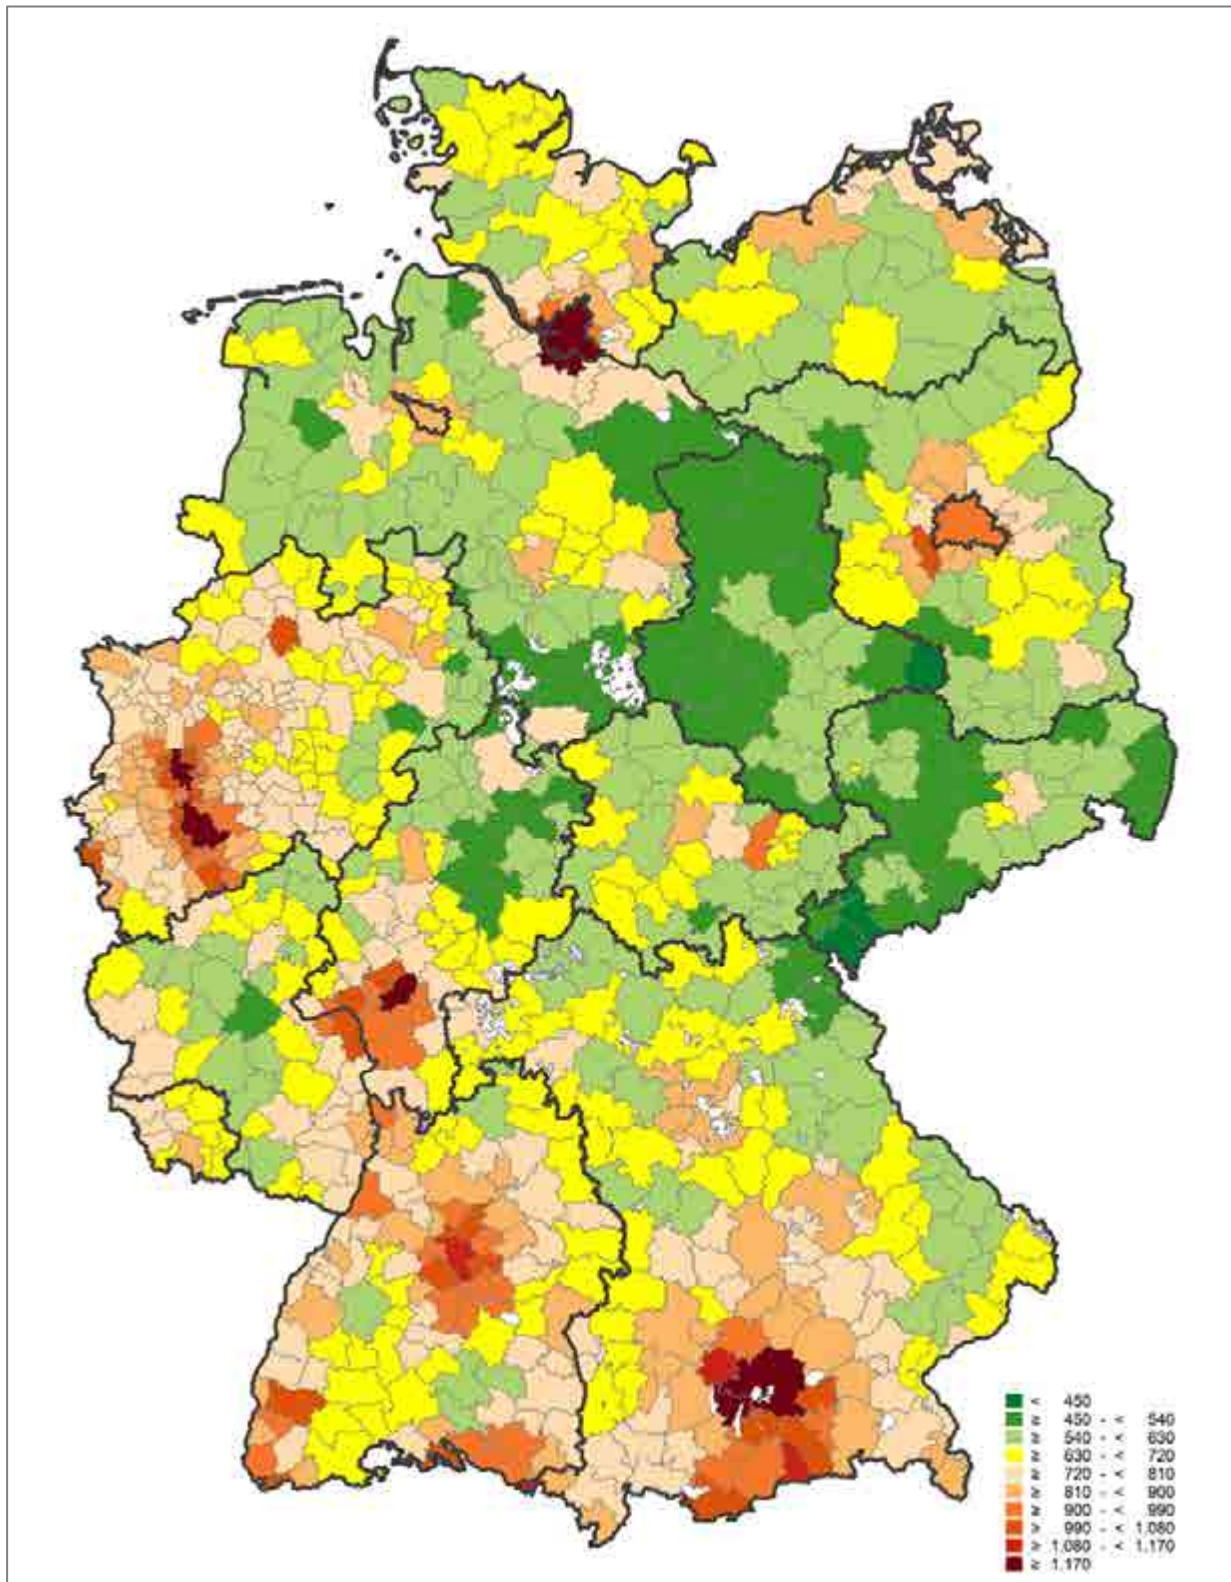 < 450
≥ 450 - < 540
≥ 540 - < 630
≥ 630 - < 720
≥ 720 - < 810
≥ 810 - < 900
≥ 900 - < 990
≥ 990 - < 1.080
≥ 1.080 - < 1.170
≥ 1.170